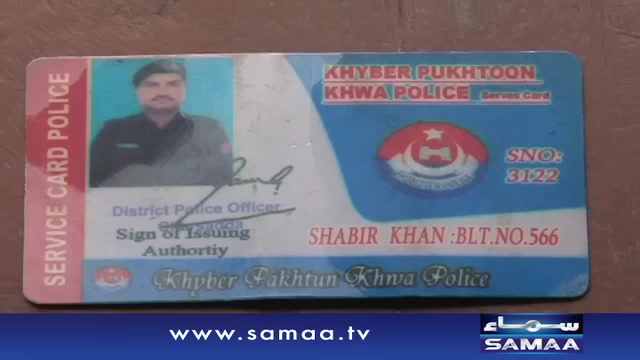 SERVICE CARD POLICE
KHYBER PUKHTOON
KHWA POLICE Serves Card
SNO:
3122
District Police Officer
Sign of Issuing
Authortiy
SHABIR KHAN :BLT.NO.566
Khyber Pakhtun Khwa Police
www.samaa.tv
سماء
SAMAA